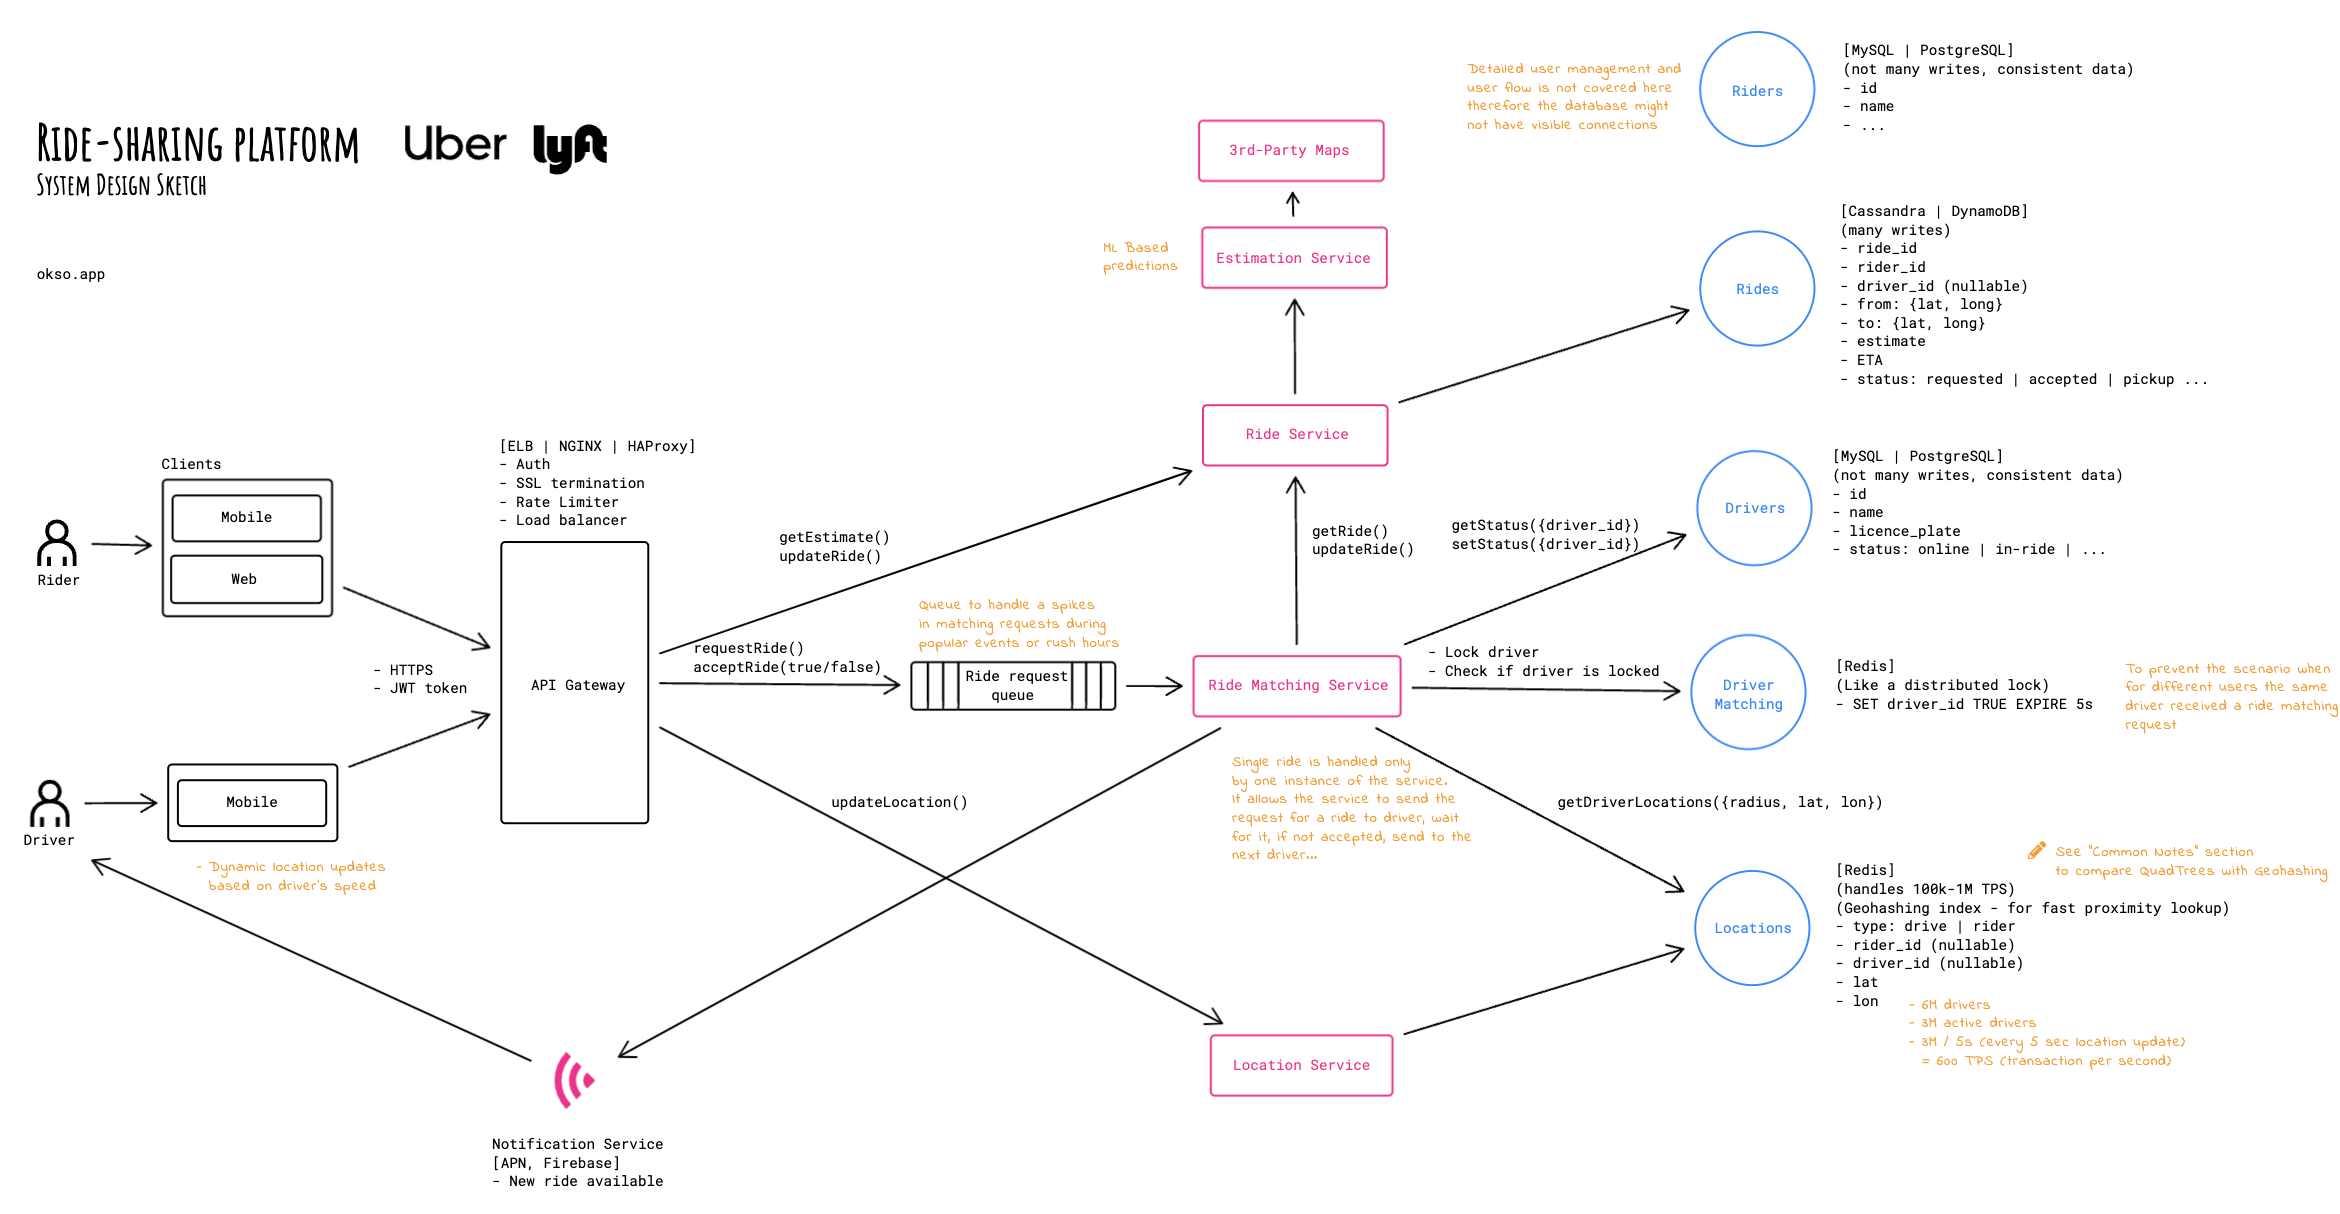 RIDE-SHARING PLATFORM
Uber
lyft
SYSTEM DESIGN SKETCH
okso.app
Detailed user management and
user flow is not covered here
therefore the database might
not have visible connections
Riders
[MySQL | PostgreSQL]
(not many writes, consistent data)
- id
- name
- ...
3rd-Party Maps
ML Based
predictions
Estimation Service
Rides
[Cassandra | DynamoDB]
(many writes)
- ride_id
- rider_id
- driver_id (nullable)
- from: {lat, long}
- to: {lat, long}
- estimate
- ETA
- status: requested | accepted | pickup ...
Ride Service
Clients
Mobile
Web
Rider
[ELB | NGINX | HAProxy]
- Auth
- SSL termination
- Rate Limiter
- Load balancer
API Gateway
- HTTPS
- JWT token
getEstimate()
updateRide()
getRide()
updateRide()
getStatus({driver_id})
setStatus({driver_id})
Drivers
[MySQL | PostgreSQL]
(not many writes, consistent data)
- id
- name
- licence_plate
- status: online | in-ride | ...
Queue to handle a spikes
in matching requests during
popular events or rush hours
requestRide()
acceptRide(true/false)
Ride request
queue
Ride Matching Service
- Lock driver
- Check if driver is locked
Driver
Matching
[Redis]
(Like a distributed lock)
- SET driver_id TRUE EXPIRE 5s
To prevent the scenario when
for different users the same
driver received a ride matching
request
Mobile
Driver
- Dynamic location updates
based on driver's speed
updateLocation()
Single ride is handled only
by one instance of the service.
It allows the service to send the
request for a ride to driver, wait
for it, if not accepted, send to the
next driver...
getDriverLocations({radius, lat, lon})
See "Common Notes" section
to compare QuadTrees with Geohashing
Locations
[Redis]
(handles 100k-1M TPS)
(Geohashing index - for fast proximity lookup)
- type: drive | rider
- rider_id (nullable)
- driver_id (nullable)
- lat
- lon
- 6M drivers
- 3M active drivers
- 3M / 5s (every 5 sec location update)
= 600 TPS (transaction per second)
Location Service
Notification Service
[APN, Firebase]
- New ride available